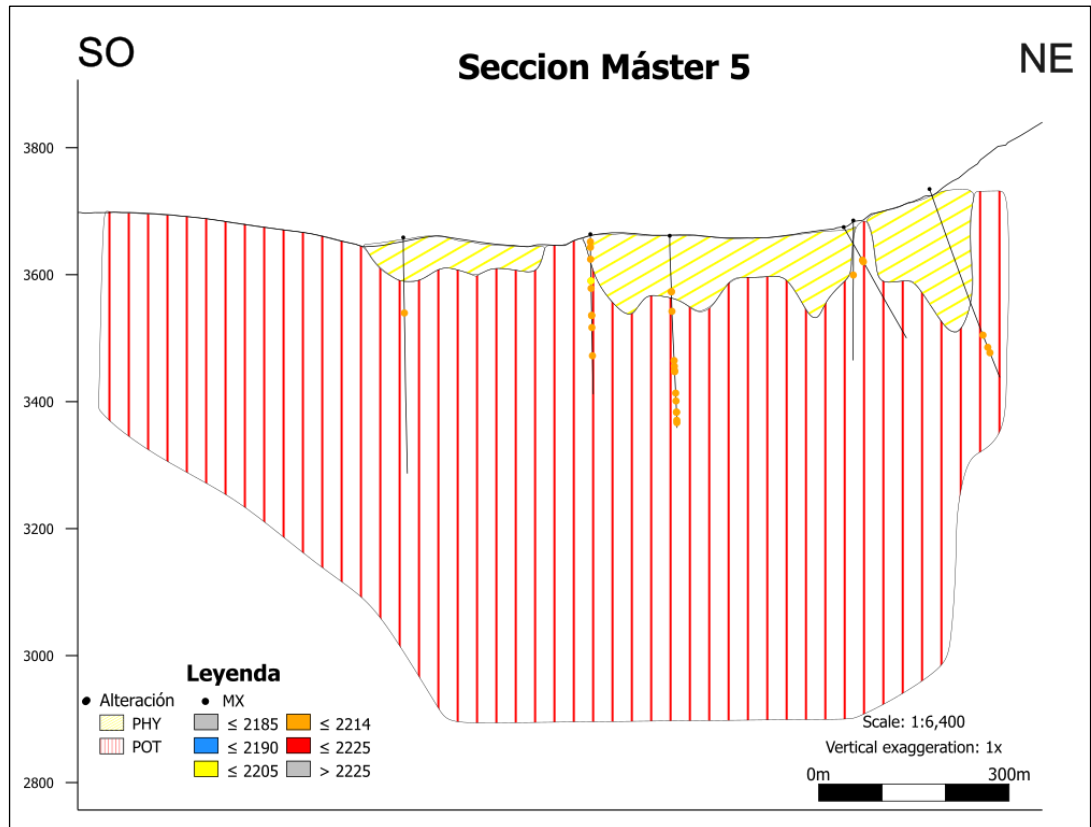 SO
Seccion Máster 5
NE
3800
3600
3400
3200
3000
2800
Leyenda
Alteración
PHY
POT
MX
≤ 2185
≤ 2190
≤ 2205
≤ 2214
≤ 2225
> 2225
Scale: 1:6,400
Vertical exaggeration: 1x
0m 300m